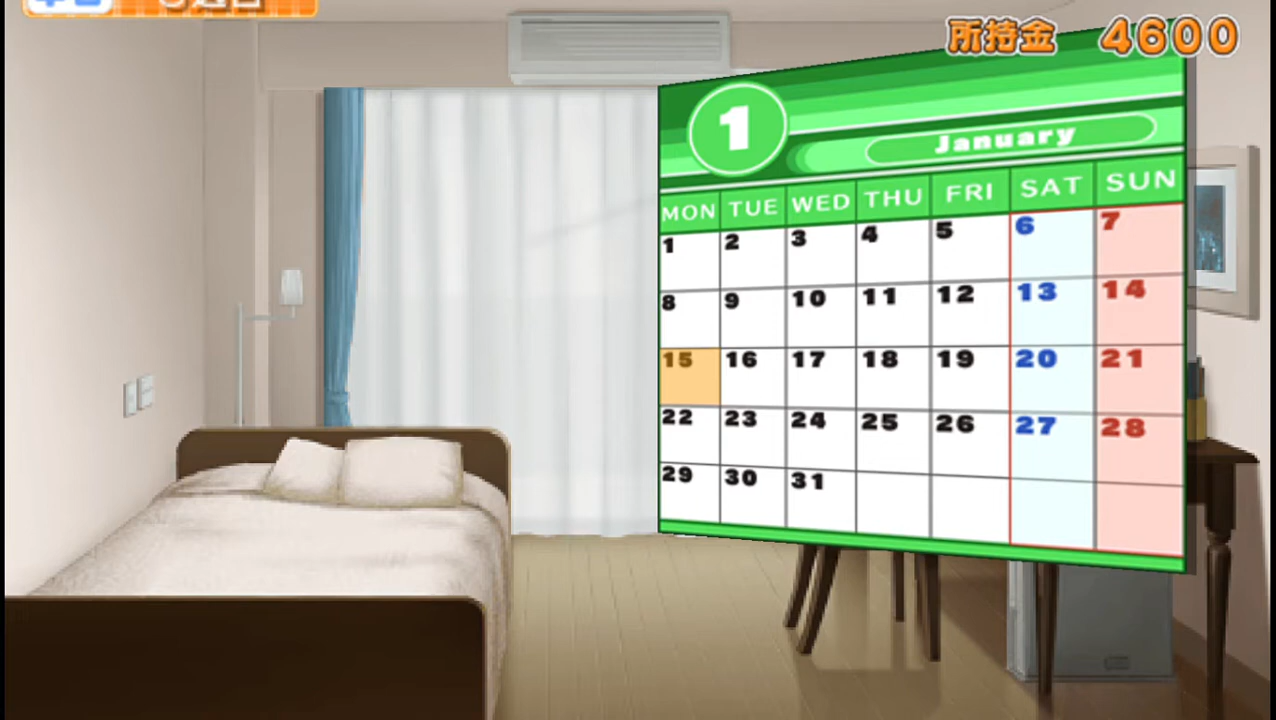 所持金 4600
1
January
MON TUE WED THU FRI SAT SUN
1 2 3 4 5 6 7
8 9 10 11 12 13 14
15 16 17 18 19 20 21
22 23 24 25 26 27 28
29 30 31